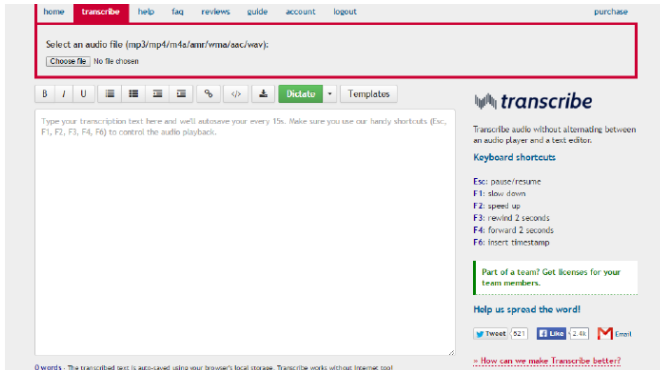 home transcribe help faq reviews guide account logout purchase
Select an audio file (mp3/mp4/m4a/amr/wma/aac/wav):
Choose file No file chosen
B I U </> Dictate Templates
Type your transcription text here and we'll autosave your every 15s. Make sure you use our handy shortcuts (Esc,
F1, F2, F3, F4, F6) to control the audio playback.
transcribe
Transcribe audio without alternating between
an audio player and a text editor.
Keyboard shortcuts
Esc: pause/resume
F1: slow down
F2: speed up
F3: rewind 2 seconds
F4: forward 2 seconds
F6: insert timestamp
Part of a team? Get licenses for your
team members.
Help us spread the word!
Tweet 521 Like 2.4k Email
» How can we make Transcribe better?
0 words - The transcribed text is auto-saved using your browser's local storage. Transcribe works without internet too!